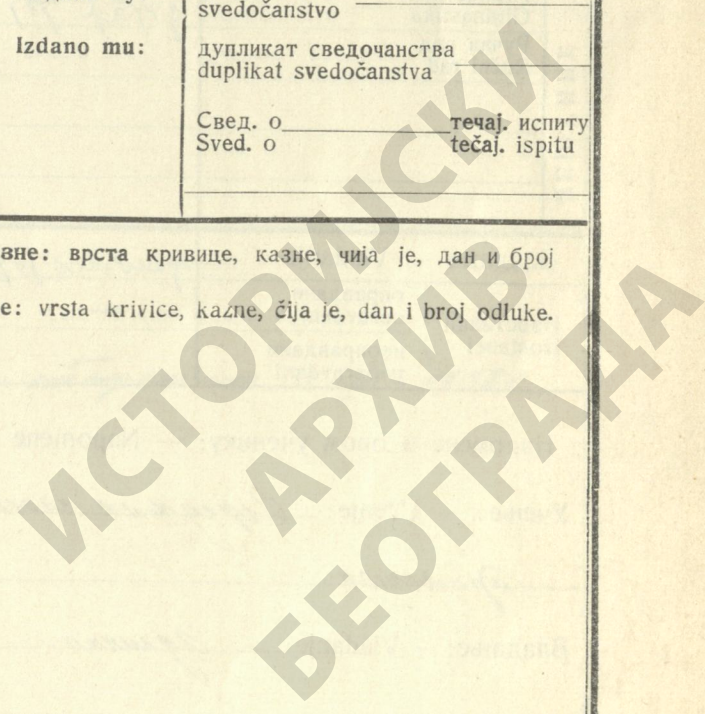 svedočanstvo
Izdano mu:
дупликат сведочанства
duplikat svedočanstva
Свед. о течај. испиту
Sved. o tečaj. ispitu
врста кривице, казне, чија је, дан и број
vrsta krivice, kazne, čija je, dan i broj odluke.
ИСТОРИЈСКИ
АРХИВ
БЕОГРАДА
Владање: